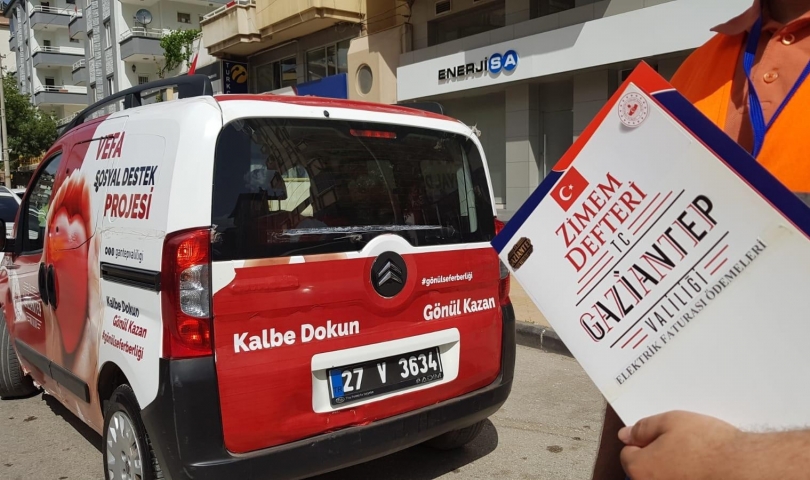 ENERJİSA
VEFA
SOSYAL DESTEK
PROJESİ
gantepvaliligi
Kalbe Dokun
Gönül Kazan
#gönülseferberliği
#gönülseferberliği
Kalbe Dokun
Gönül Kazan
27 V 3634
ZİMEM
DEFTERİ
T.C
GAZİANTEP
VALİLİĞİ
ELEKTRİK FATURASI ÖDEMELERİ